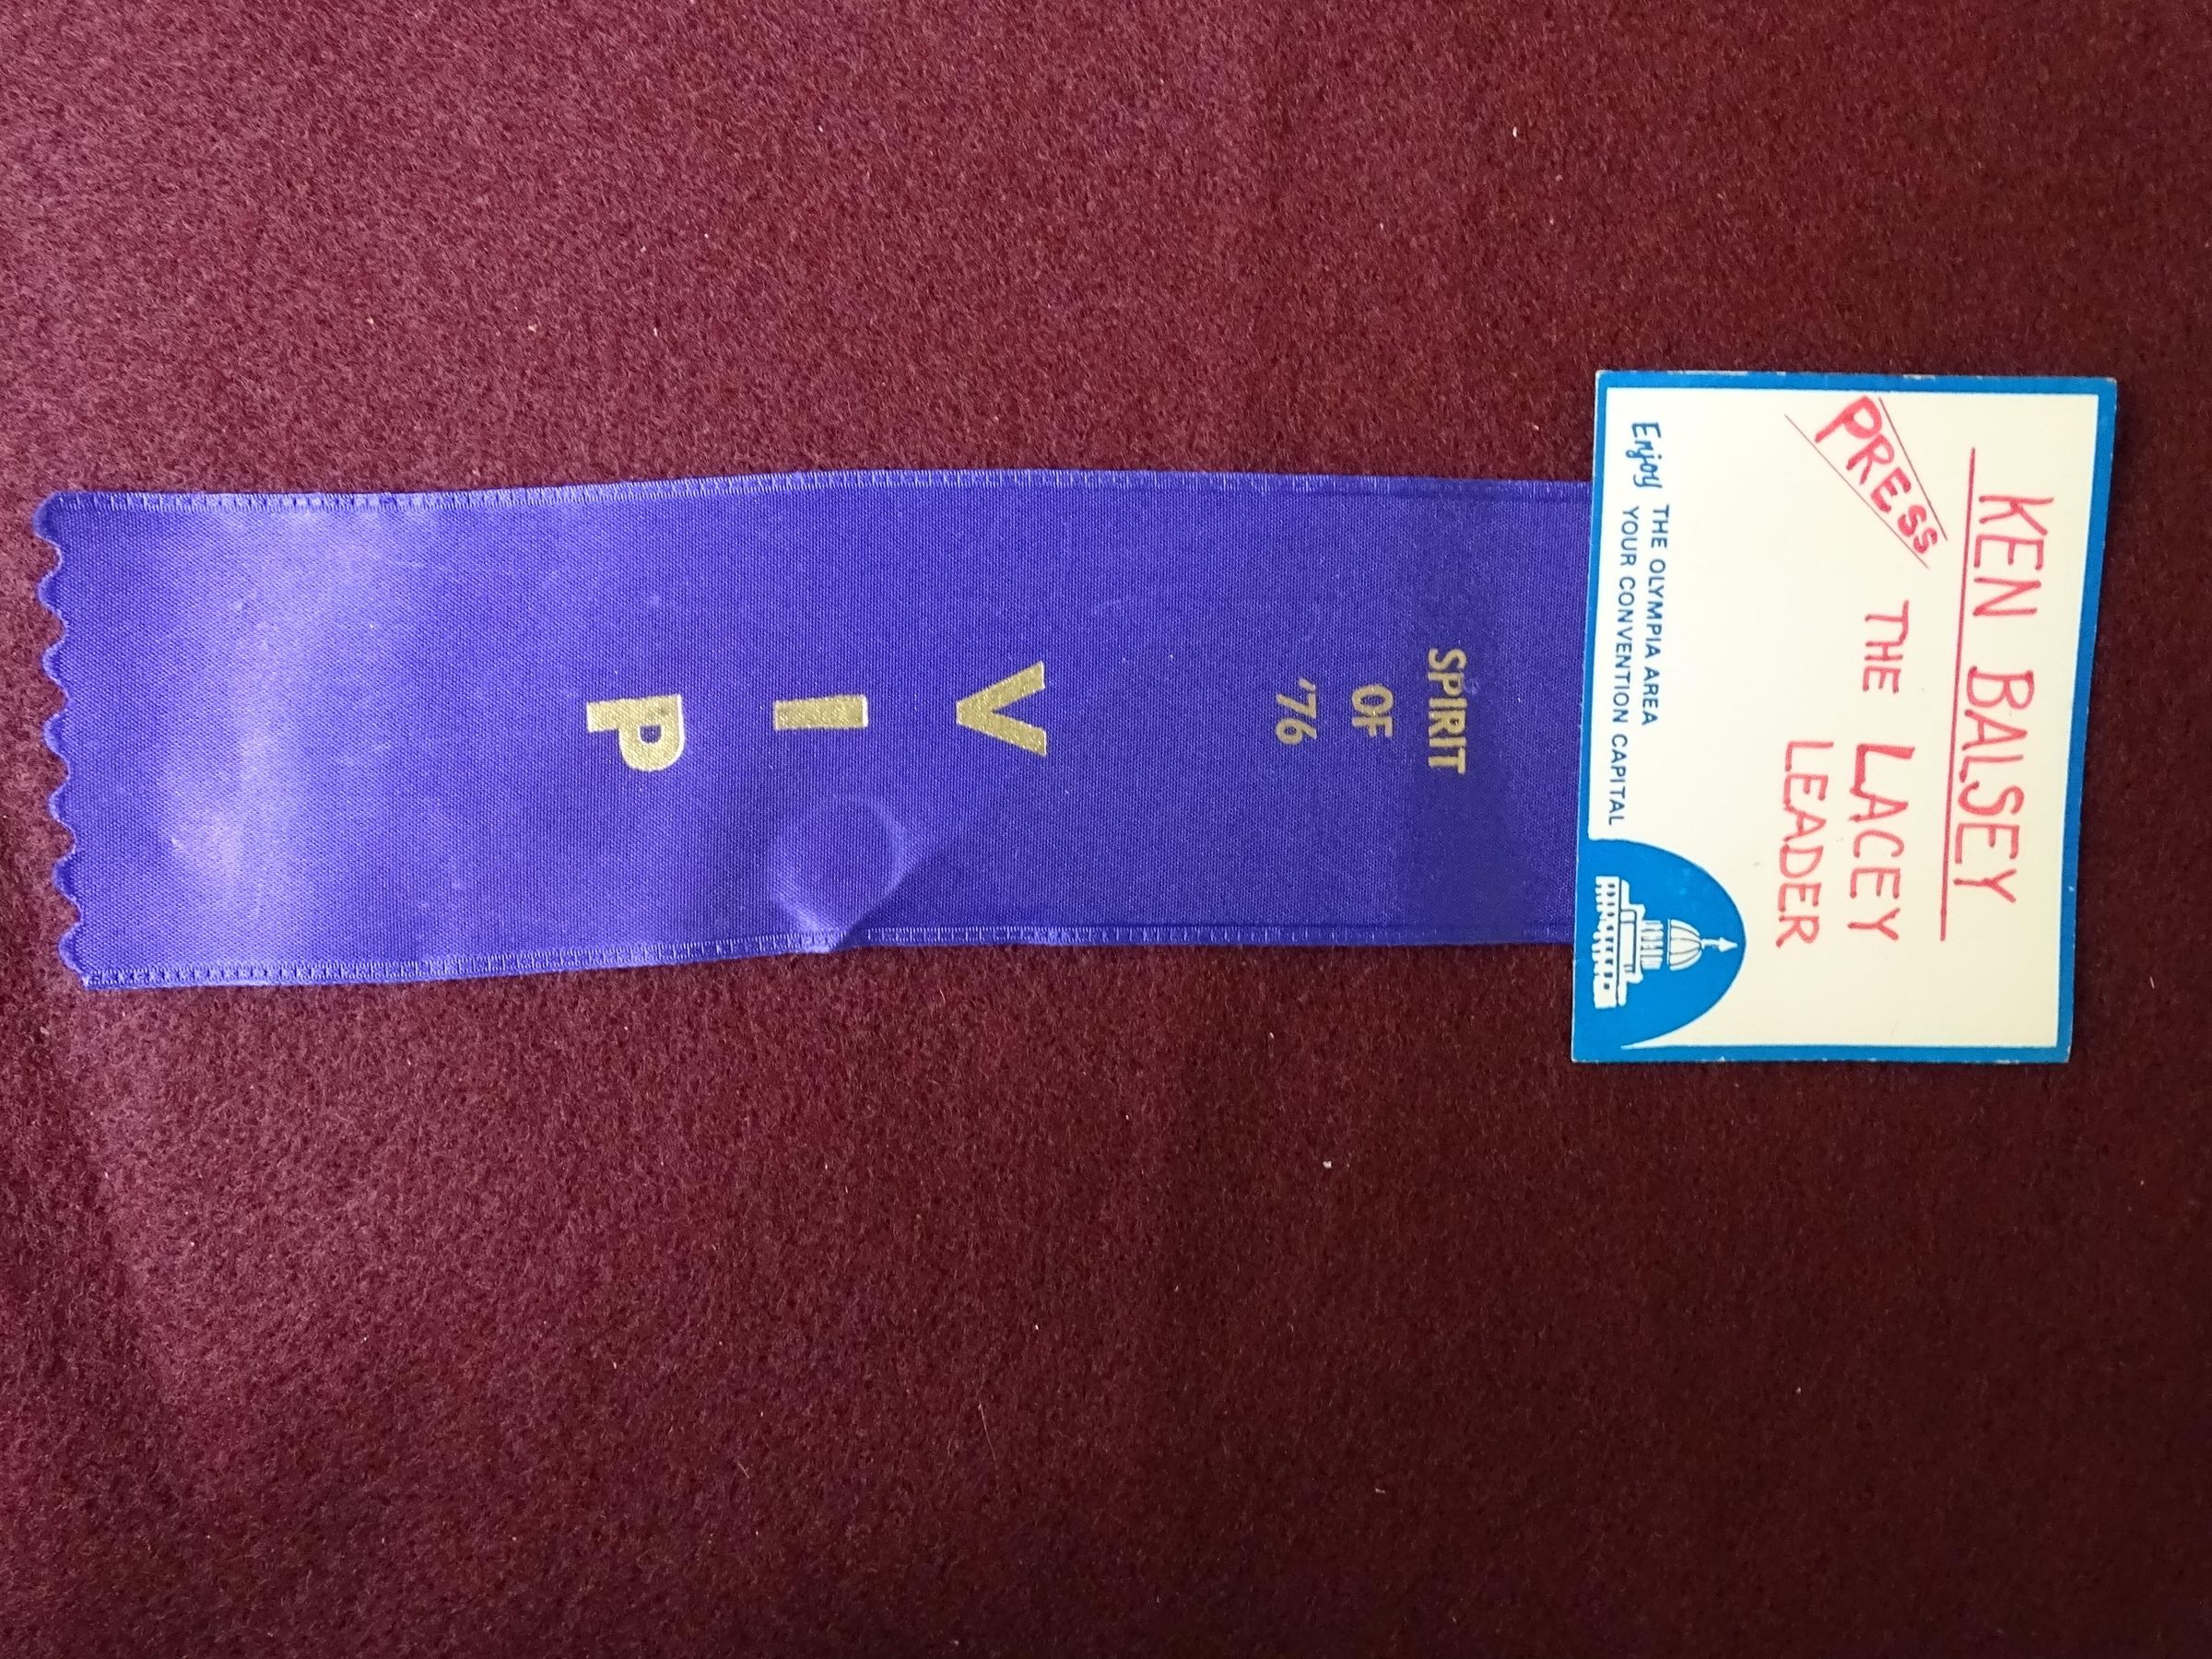 KEN BALSEY
PRESS
THE LACEY
LEADER
Enjoy THE OLYMPIA AREA
YOUR CONVENTION CAPITAL
SPIRIT
OF
'76
V
I
P